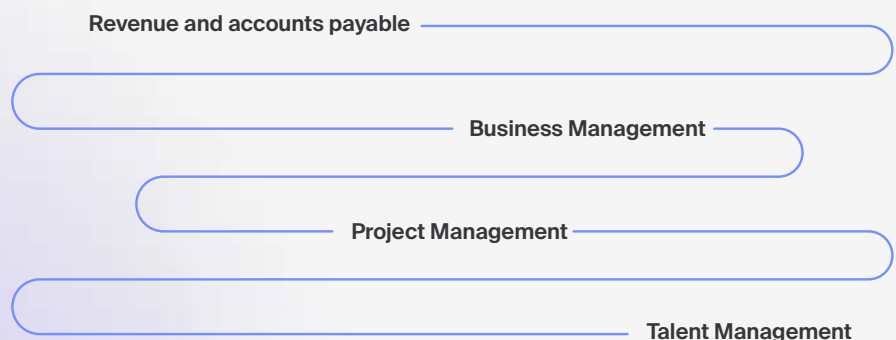 Revenue and accounts payable
Business Management
Project Management
Talent Management